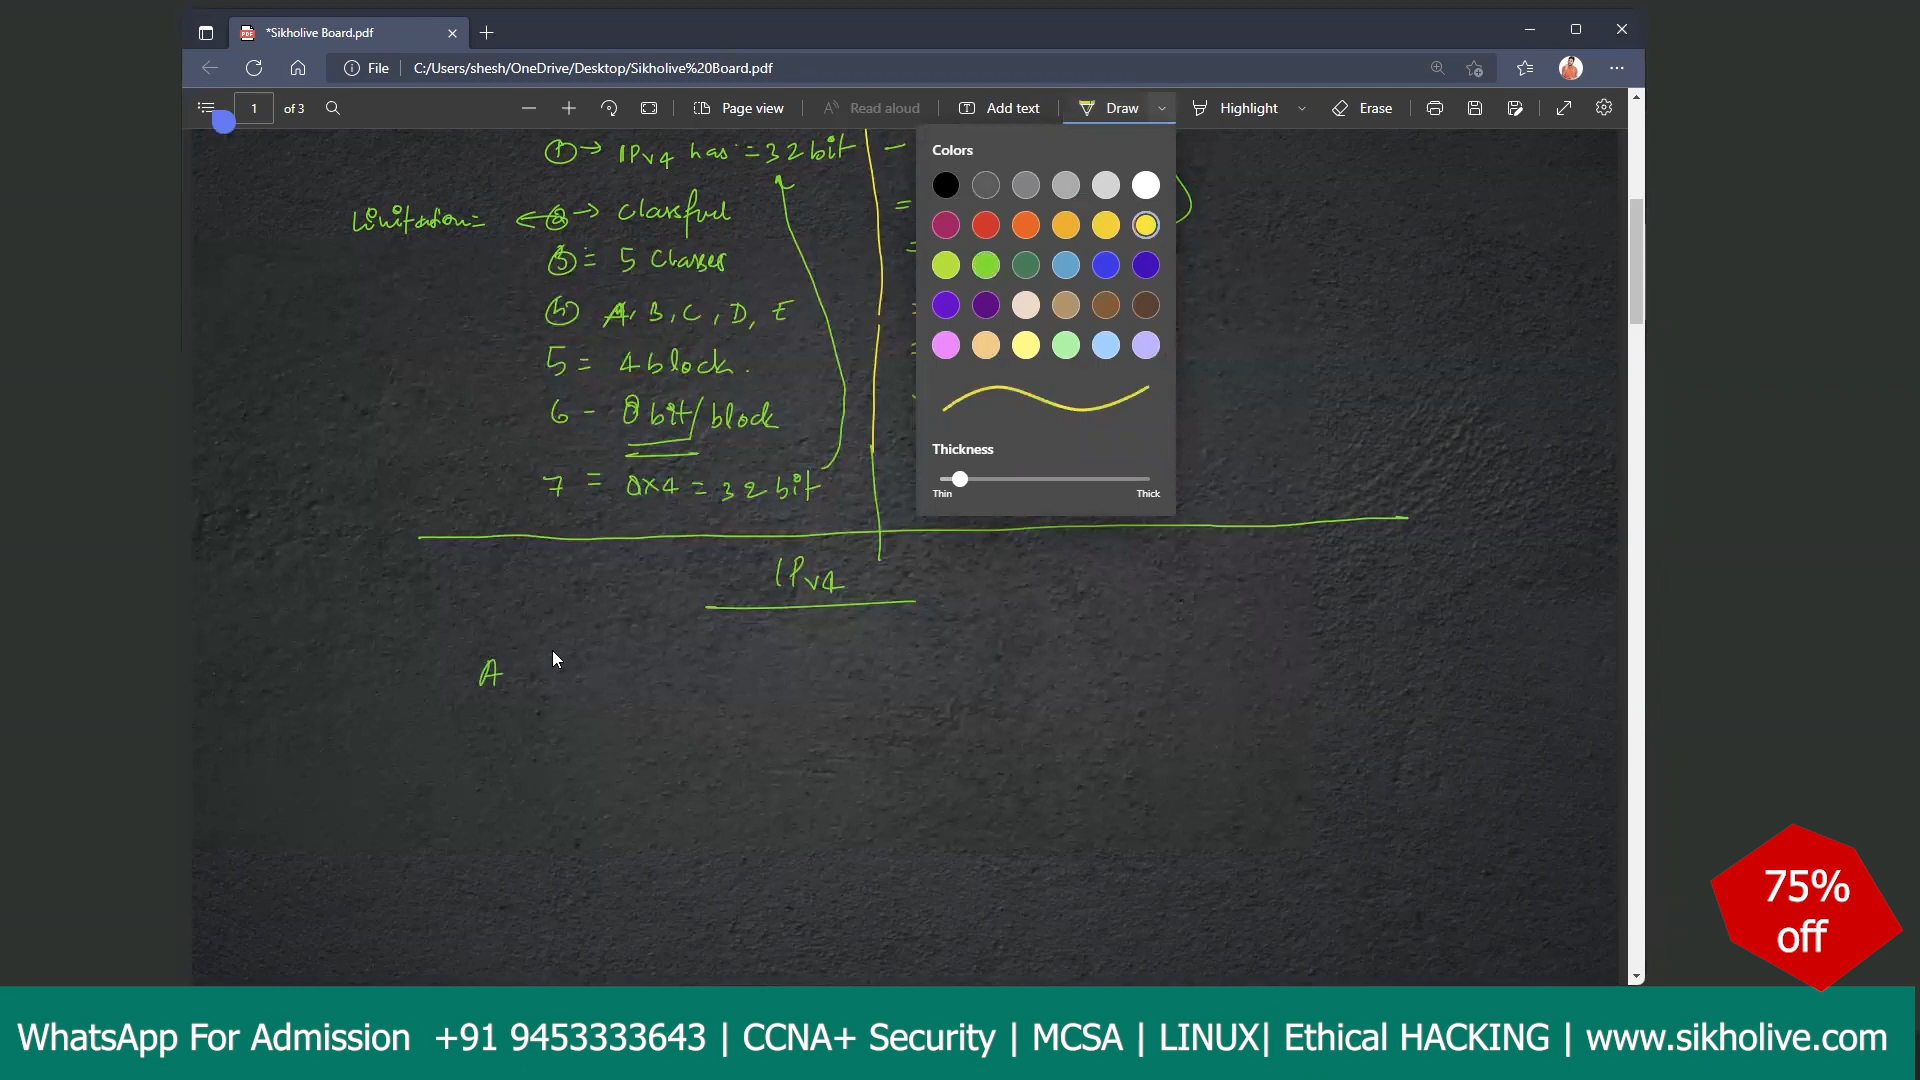 *Sikholive Board.pdf
File C:/Users/shesh/OneDrive/Desktop/Sikholive%20Board.pdf
1 of 3 Page view Read aloud Add text Draw Highlight Erase
Colors
Thickness
Thin Thick
① → IPv4 has = 32 bit -
Limitation = ← ② → Classful =
③ = 5 Classes =
④ A, B, C, D, E
5 = 4 block.
6 - 8 bit/block
7 = 8x4 = 32 bit
IPv4
A
75%
off
WhatsApp For Admission +91 9453333643 | CCNA+ Security | MCSA | LINUX| Ethical HACKING | www.sikholive.com